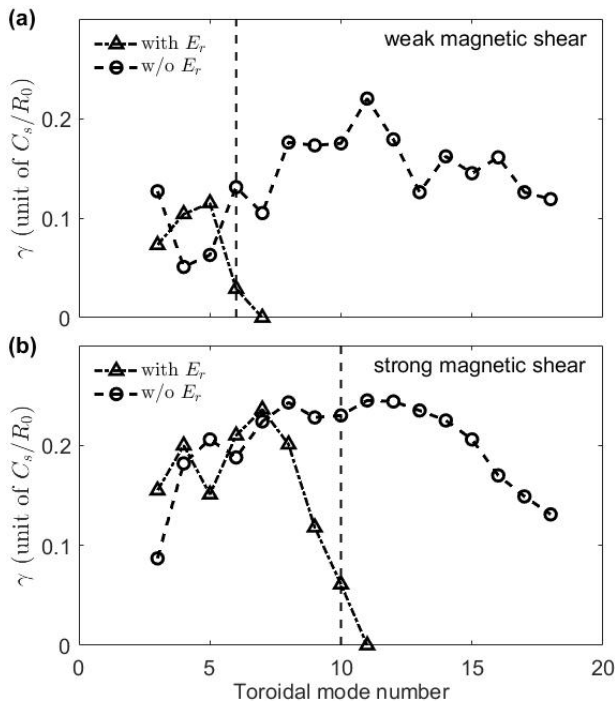 (a)
with E_r
w/o E_r
weak magnetic shear
0.2
0.1
0
γ (unit of C_s/R_0)
(b)
with E_r
w/o E_r
strong magnetic shear
0.2
0.1
0
γ (unit of C_s/R_0)
0 5 10 15 20
Toroidal mode number